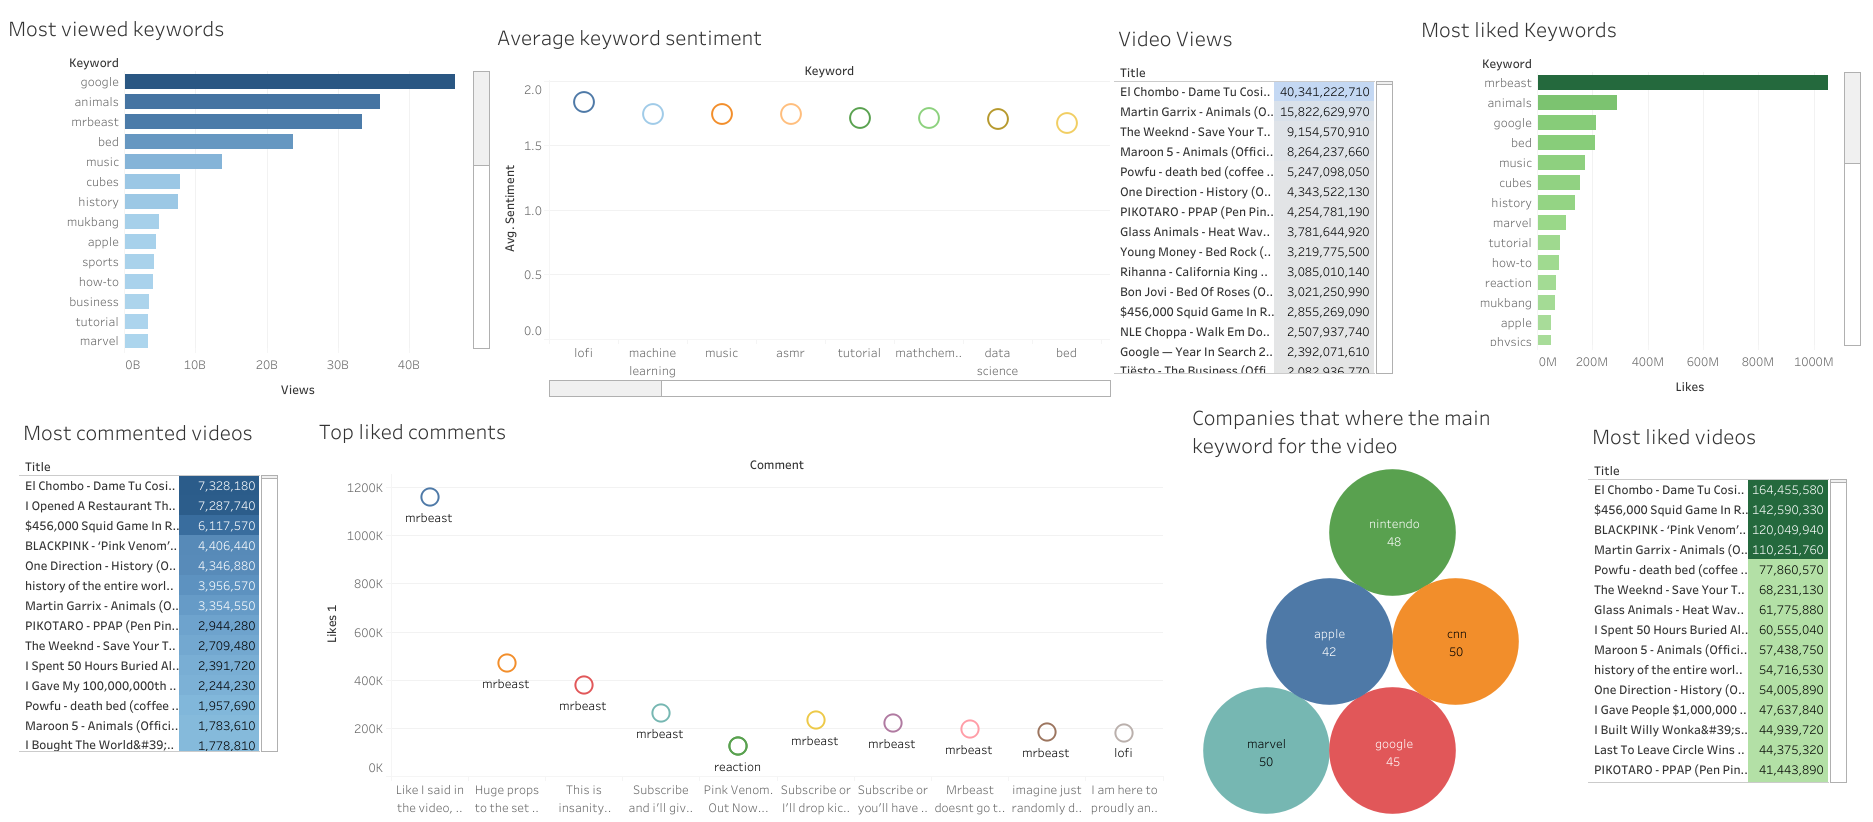 Most viewed keywords
Keyword
google
animals
mrbeast
bed
music
cubes
history
mukbang
apple
sports
how-to
business
tutorial
marvel
0B 10B 20B 30B 40B
Views
Average keyword sentiment
Keyword
Avg. Sentiment
2.0
1.5
1.0
0.5
0.0
lofi machine learning music asmr tutorial mathchem.. data science bed
Video Views
Title
El Chombo - Dame Tu Cosi.. 40,341,222,710
Martin Garrix - Animals (O.. 15,822,629,970
The Weeknd - Save Your T.. 9,154,570,910
Maroon 5 - Animals (Offici.. 8,264,237,660
Powfu - death bed (coffee .. 5,247,098,050
One Direction - History (O.. 4,343,522,130
PIKOTARO - PPAP (Pen Pin.. 4,254,781,190
Glass Animals - Heat Wav.. 3,781,644,920
Young Money - Bed Rock (.. 3,219,775,500
Rihanna - California King .. 3,085,010,140
Bon Jovi - Bed Of Roses (O.. 3,021,250,990
$456,000 Squid Game In R.. 2,855,269,090
NLE Choppa - Walk Em Do.. 2,507,937,740
Google — Year In Search 2.. 2,392,071,610
Tiësto - The Business (Offi.. 2,082,936,770
Most liked Keywords
Keyword
mrbeast
animals
google
bed
music
cubes
history
marvel
tutorial
how-to
reaction
mukbang
apple
physics
0M 200M 400M 600M 800M 1000M
Likes
Most commented videos
Title
El Chombo - Dame Tu Cosi.. 7,328,180
I Opened A Restaurant Th.. 7,287,740
$456,000 Squid Game In R.. 6,117,570
BLACKPINK - ‘Pink Venom’.. 4,406,440
One Direction - History (O.. 4,346,880
history of the entire worl.. 3,956,570
Martin Garrix - Animals (O.. 3,354,550
PIKOTARO - PPAP (Pen Pin.. 2,944,280
The Weeknd - Save Your T.. 2,709,480
I Spent 50 Hours Buried Al.. 2,391,720
I Gave My 100,000,000th .. 2,244,230
Powfu - death bed (coffee .. 1,957,690
Maroon 5 - Animals (Offici.. 1,783,610
I Bought The World&#39;.. 1,778,810
Top liked comments
Comment
Likes 1
1200K
1000K
800K
600K
400K
200K
0K
mrbeast
mrbeast
mrbeast
mrbeast
reaction
mrbeast
mrbeast
mrbeast
mrbeast
lofi
Like I said in the video, ..
Huge props to the set ..
This is insanity..
Subscribe and i’ll giv..
Pink Venom. Out Now...
Subscribe or I’ll drop kic..
Subscribe or you’ll have ..
Mrbeast doesnt go t..
imagine just randomly d..
I am here to proudly an..
Companies that where the main
keyword for the video
nintendo
48
apple
42
cnn
50
marvel
50
google
45
Most liked videos
Title
El Chombo - Dame Tu Cosi.. 164,455,580
$456,000 Squid Game In R.. 142,590,330
BLACKPINK - ‘Pink Venom’.. 120,049,940
Martin Garrix - Animals (O.. 110,251,760
Powfu - death bed (coffee .. 77,860,570
The Weeknd - Save Your T.. 68,231,130
Glass Animals - Heat Wav.. 61,775,880
I Spent 50 Hours Buried Al.. 60,555,040
Maroon 5 - Animals (Offici.. 57,438,750
history of the entire worl.. 54,716,530
One Direction - History (O.. 54,005,890
I Gave People $1,000,000 .. 47,637,840
I Built Willy Wonka&#39;s.. 44,939,720
Last To Leave Circle Wins .. 44,375,320
PIKOTARO - PPAP (Pen Pin.. 41,443,890